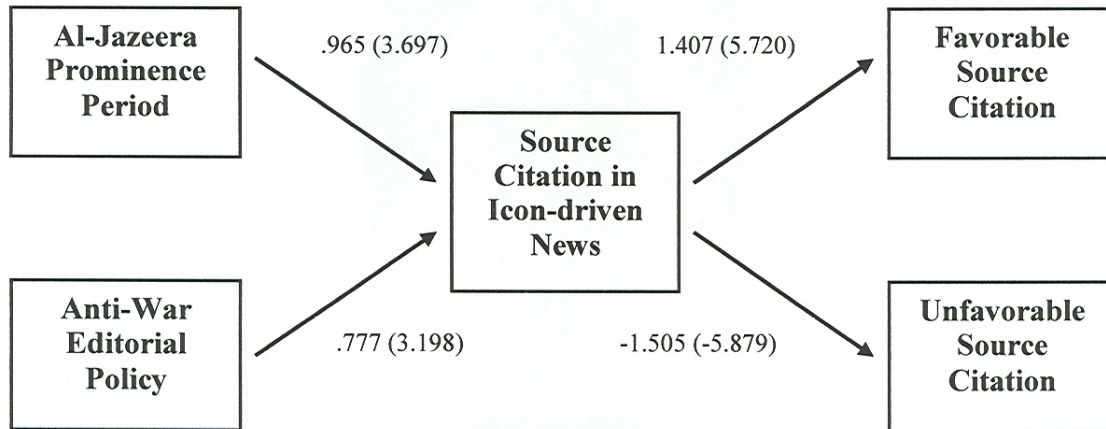 Al-Jazeera
Prominence
Period
.965 (3.697)
1.407 (5.720)
Favorable
Source
Citation
Source
Citation in
Icon-driven
News
Anti-War
Editorial
Policy
.777 (3.198)
-1.505 (-5.879)
Unfavorable
Source
Citation